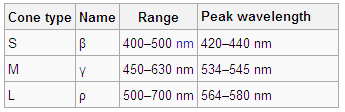 Cone type Name Range Peak wavelength
S β 400–500 nm 420–440 nm
M γ 450–630 nm 534–545 nm
L ρ 500–700 nm 564–580 nm